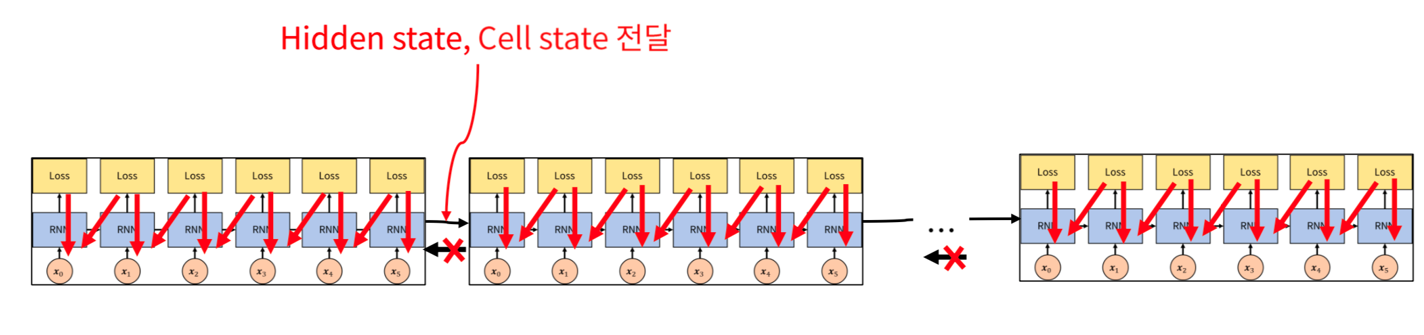 Hidden state, Cell state 전달
Loss Loss Loss Loss Loss Loss Loss Loss Loss Loss Loss Loss Loss Loss Loss Loss Loss Loss
RNN RNN RNN RNN RNN RNN RNN RNN RNN RNN RNN RNN ... RNN RNN RNN RNN RNN RNN
x₀ x₁ x₂ x₃ x₄ x₅ x₀ x₁ x₂ x₃ x₄ x₅ x₀ x₁ x₂ x₃ x₄ x₅